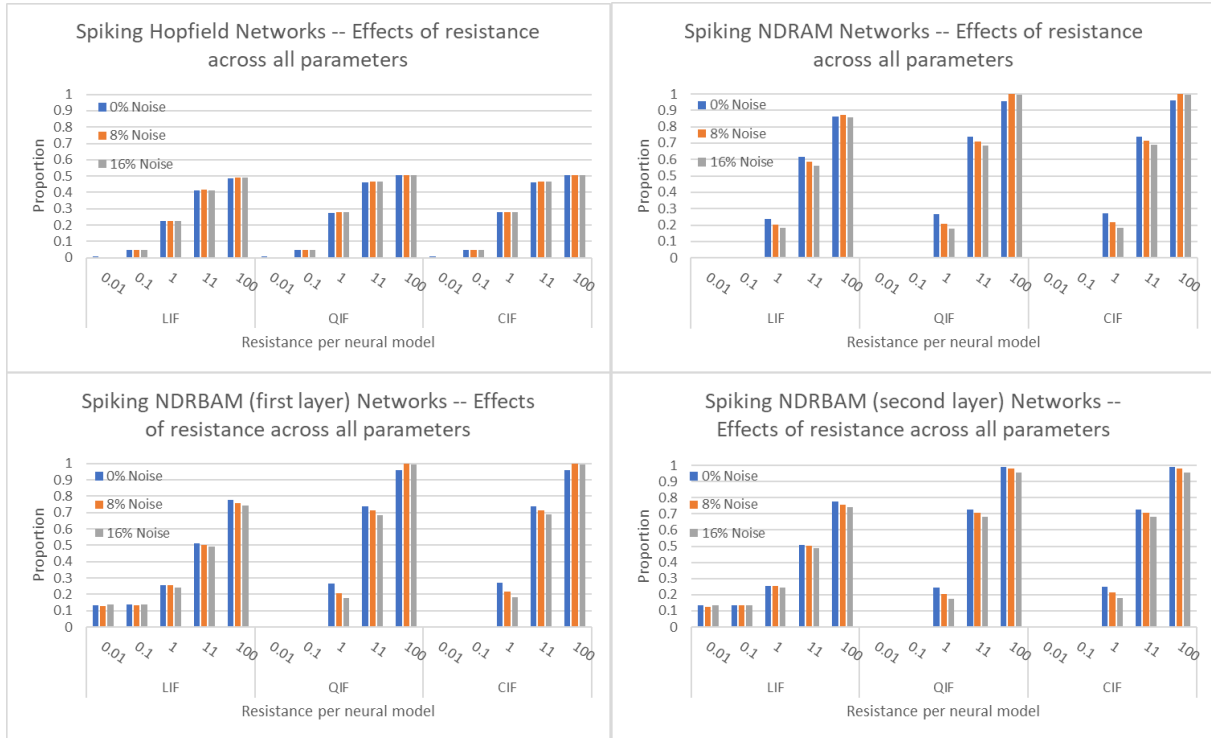 Spiking Hopfield Networks -- Effects of resistance
across all parameters
1
0.9
0.8
0.7
0.6
0.5
0.4
0.3
0.2
0.1
0
Proportion
0% Noise
8% Noise
16% Noise
0.01 0.1 1 11 100 0.01 0.1 1 11 100 0.01 0.1 1 11 100
LIF QIF CIF
Resistance per neural model
Spiking NDRAM Networks -- Effects of resistance
across all parameters
1
0.9
0.8
0.7
0.6
0.5
0.4
0.3
0.2
0.1
0
Proportion
0% Noise
8% Noise
16% Noise
0.01 0.1 1 11 100 0.01 0.1 1 11 100 0.01 0.1 1 11 100
LIF QIF CIF
Resistance per neural model
Spiking NDRBAM (first layer) Networks -- Effects
of resistance across all parameters
1
0.9
0.8
0.7
0.6
0.5
0.4
0.3
0.2
0.1
0
Proportion
0% Noise
8% Noise
16% Noise
0.01 0.1 1 11 100 0.01 0.1 1 11 100 0.01 0.1 1 11 100
LIF QIF CIF
Resistance per neural model
Spiking NDRBAM (second layer) Networks --
Effects of resistance across all parameters
1
0.9
0.8
0.7
0.6
0.5
0.4
0.3
0.2
0.1
0
Proportion
0% Noise
8% Noise
16% Noise
0.01 0.1 1 11 100 0.01 0.1 1 11 100 0.01 0.1 1 11 100
LIF QIF CIF
Resistance per neural model